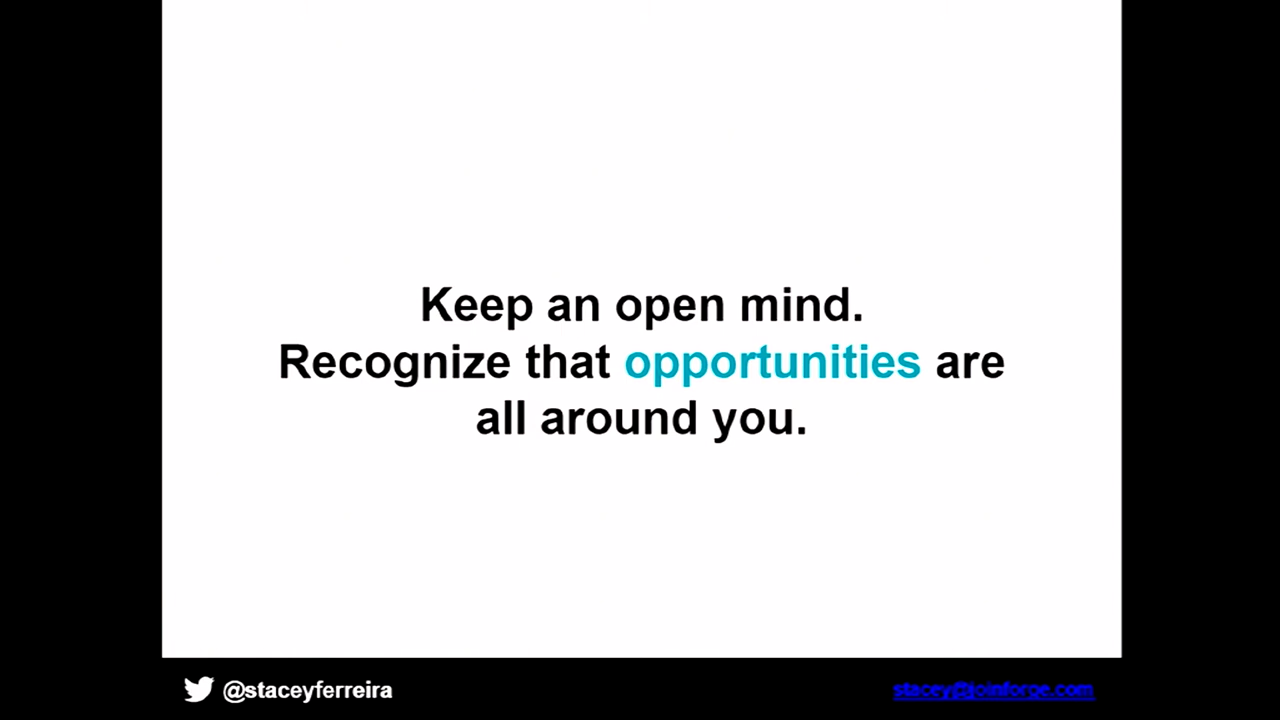 Keep an open mind.
Recognize that opportunities are
all around you.
@staceyferreira
stacey@joinforge.com